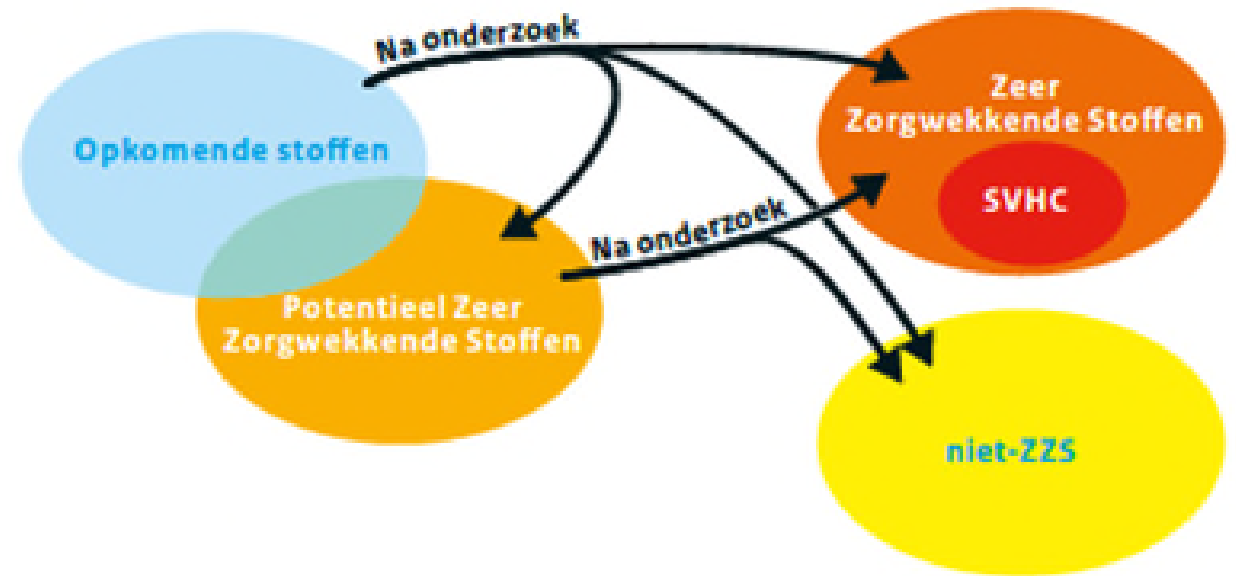 Na onderzoek
Opkomende stoffen
Zeer
Zorgwekkende Stoffen
SVHC
Na onderzoek
Potentieel Zeer
Zorgwekkende Stoffen
niet-ZZS